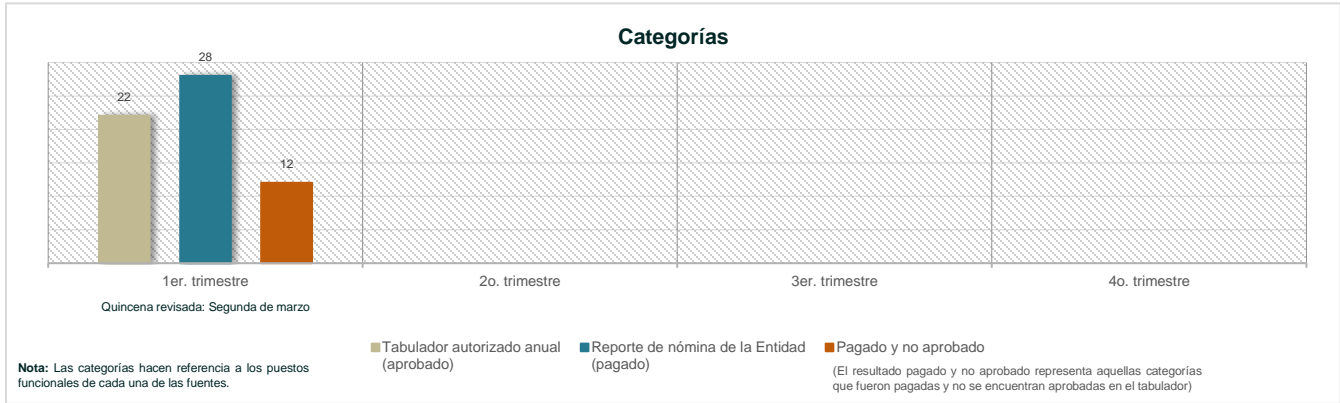 Categorías
28
22
12
1er. trimestre
2o. trimestre
3er. trimestre
4o. trimestre
Quincena revisada: Segunda de marzo
Tabulador autorizado anual
(aprobado)
Reporte de nómina de la Entidad
(pagado)
Pagado y no aprobado
(El resultado pagado y no aprobado representa aquellas categorías
que fueron pagadas y no se encuentran aprobadas en el tabulador)
Nota: Las categorías hacen referencia a los puestos
funcionales de cada una de las fuentes.